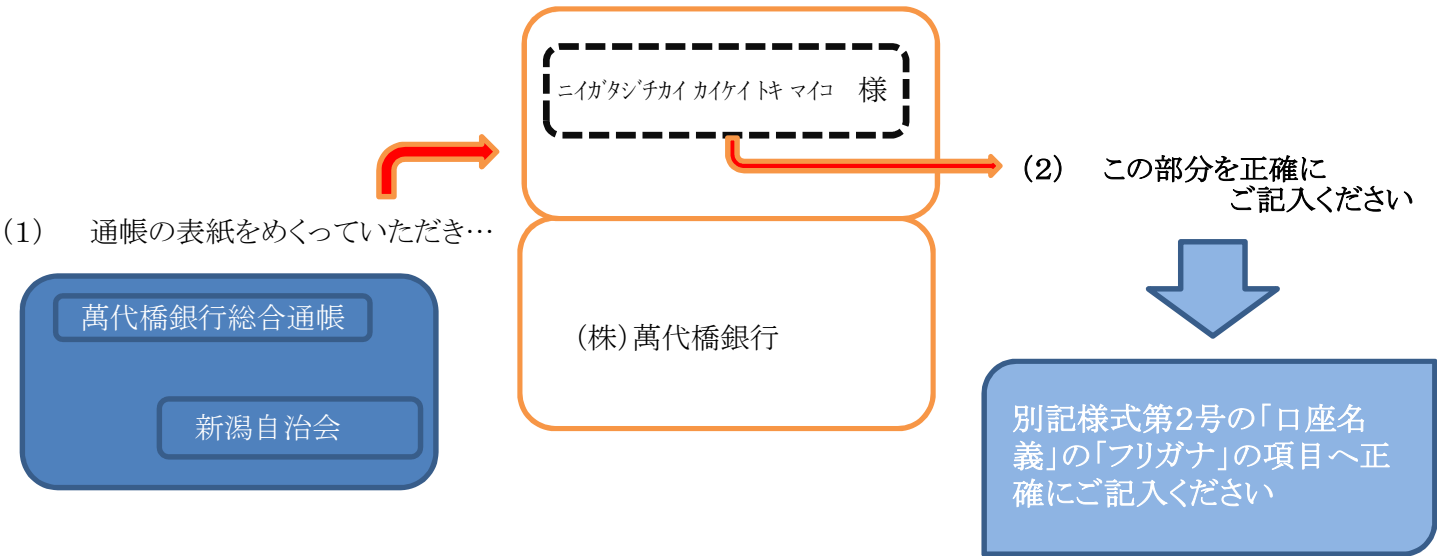 ニイガタジチカイ カイケイ トキ マイコ 様
(2) この部分を正確に
ご記入ください
(1) 通帳の表紙をめくっていただき…
萬代橋銀行総合通帳
新潟自治会
(株)萬代橋銀行
別記様式第2号の「口座名
義」の「フリガナ」の項目へ正
確にご記入ください